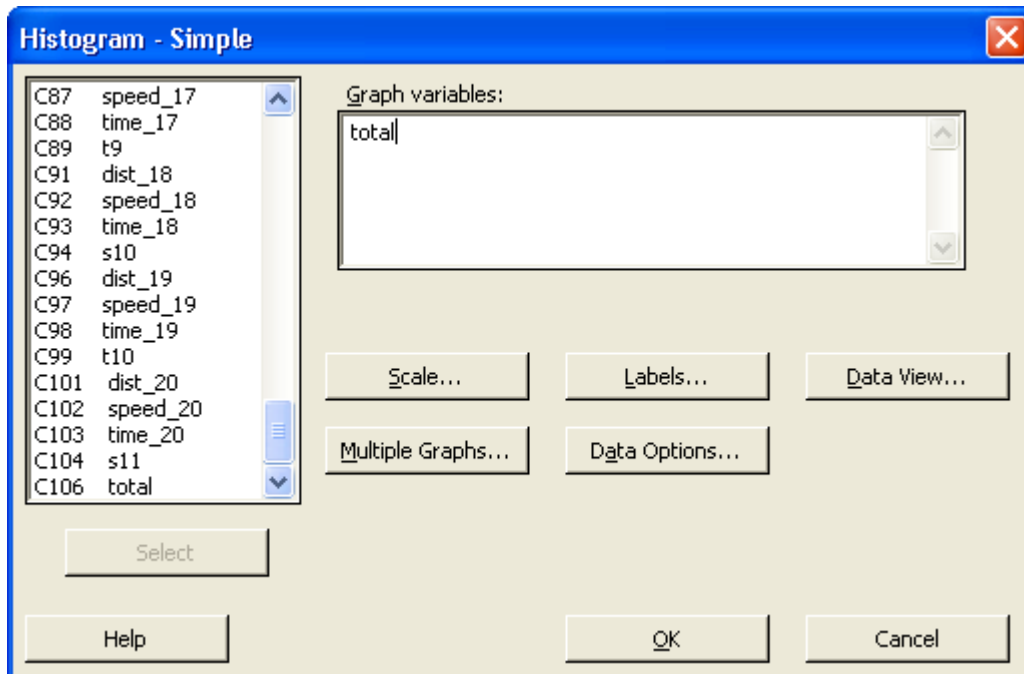 Histogram - Simple
C87 speed_17
C88 time_17
C89 t9
C91 dist_18
C92 speed_18
C93 time_18
C94 s10
C96 dist_19
C97 speed_19
C98 time_19
C99 t10
C101 dist_20
C102 speed_20
C103 time_20
C104 s11
C106 total
Graph variables:
total
Scale... Labels... Data View...
Multiple Graphs... Data Options...
Select
Help OK Cancel